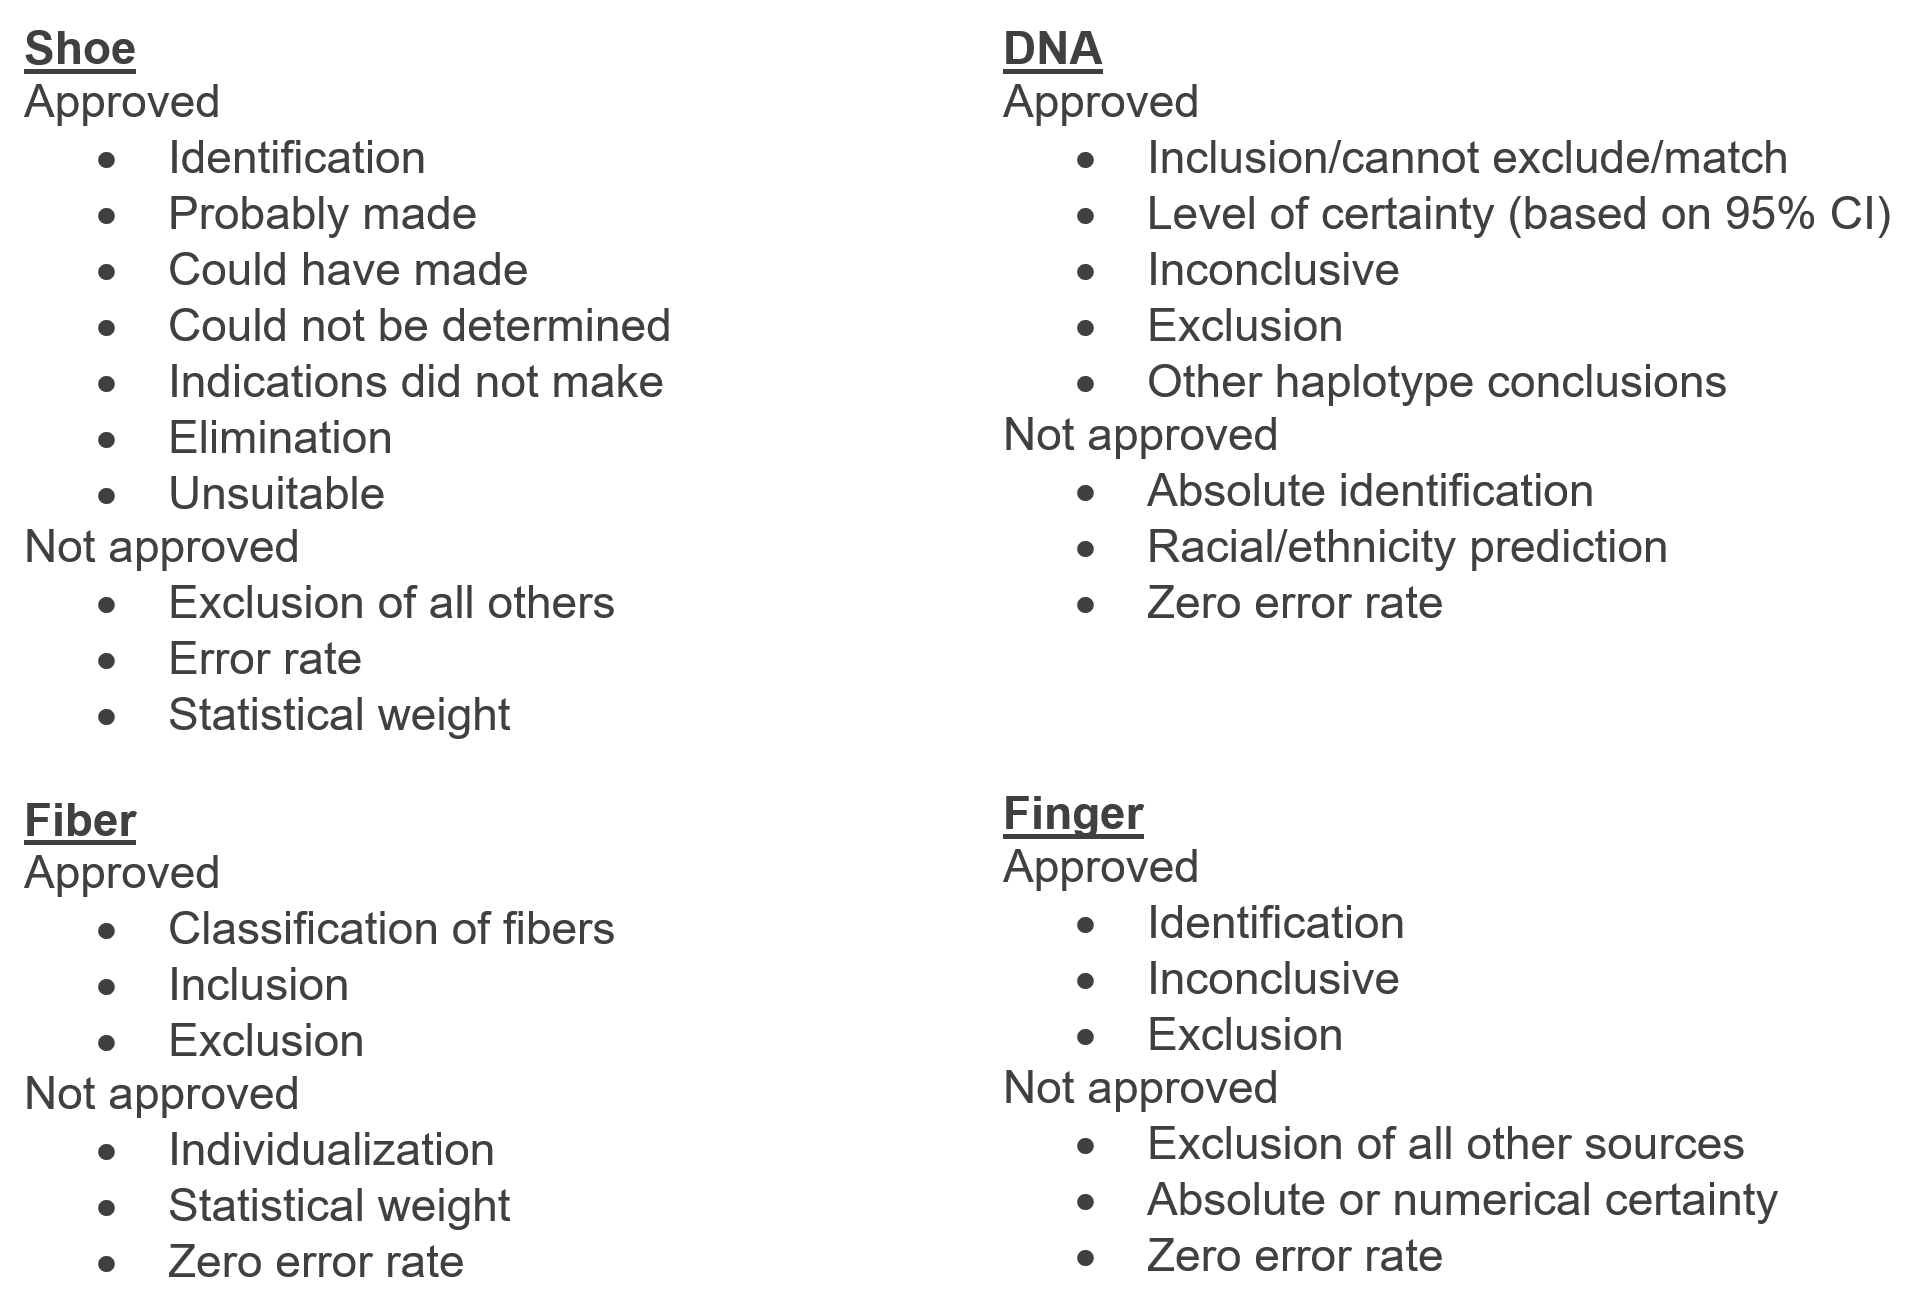 Shoe
Approved
• Identification
• Probably made
• Could have made
• Could not be determined
• Indications did not make
• Elimination
• Unsuitable
Not approved
• Exclusion of all others
• Error rate
• Statistical weight
Fiber
Approved
• Classification of fibers
• Inclusion
• Exclusion
Not approved
• Individualization
• Statistical weight
• Zero error rate
DNA
Approved
• Inclusion/cannot exclude/match
• Level of certainty (based on 95% CI)
• Inconclusive
• Exclusion
• Other haplotype conclusions
Not approved
• Absolute identification
• Racial/ethnicity prediction
• Zero error rate
Finger
Approved
• Identification
• Inconclusive
• Exclusion
Not approved
• Exclusion of all other sources
• Absolute or numerical certainty
• Zero error rate